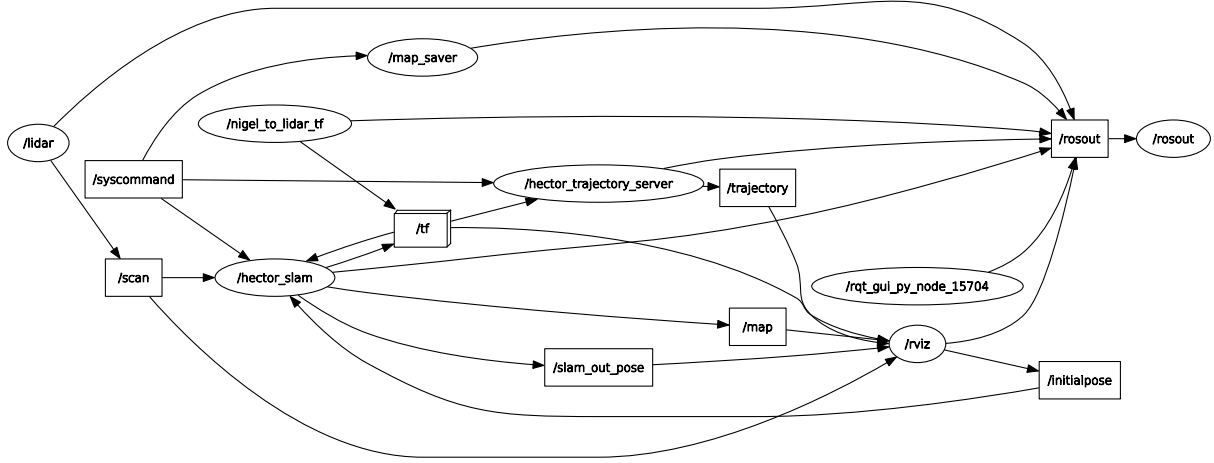 /map_saver
/nigel_to_lidar_tf
/lidar
/rosout
/rosout
/syscommand
/hector_trajectory_server
/trajectory
/tf
/scan
/hector_slam
/rqt_gui_py_node_15704
/map
/rviz
/slam_out_pose
/initialpose